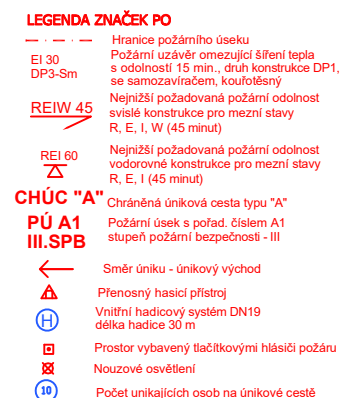 LEGENDA ZNAČEK PO
Hranice požárního úseku
EI 30
DP3-Sm
Požární uzávěr omezující šíření tepla
s odolností 15 min., druh konstrukce DP1,
se samozavíračem, kouřotěsný
REIW 45
Nejnižší požadovaná požární odolnost
svislé konstrukce pro mezní stavy
R, E, I, W (45 minut)
REI 60
Nejnižší požadovaná požární odolnost
vodorovné konstrukce pro mezní stavy
R, E, I (45 minut)
CHÚC "A" Chráněná úniková cesta typu "A"
PÚ A1
III.SPB
Požární úsek s pořad. číslem A1
stupeň požární bezpečnosti - III
Směr úniku - únikový východ
Přenosný hasicí přístroj
H
Vnitřní hadicový systém DN19
délka hadice 30 m
Prostor vybavený tlačítkovými hlásiči požáru
Nouzové osvětlení
10 Počet unikajících osob na únikové cestě